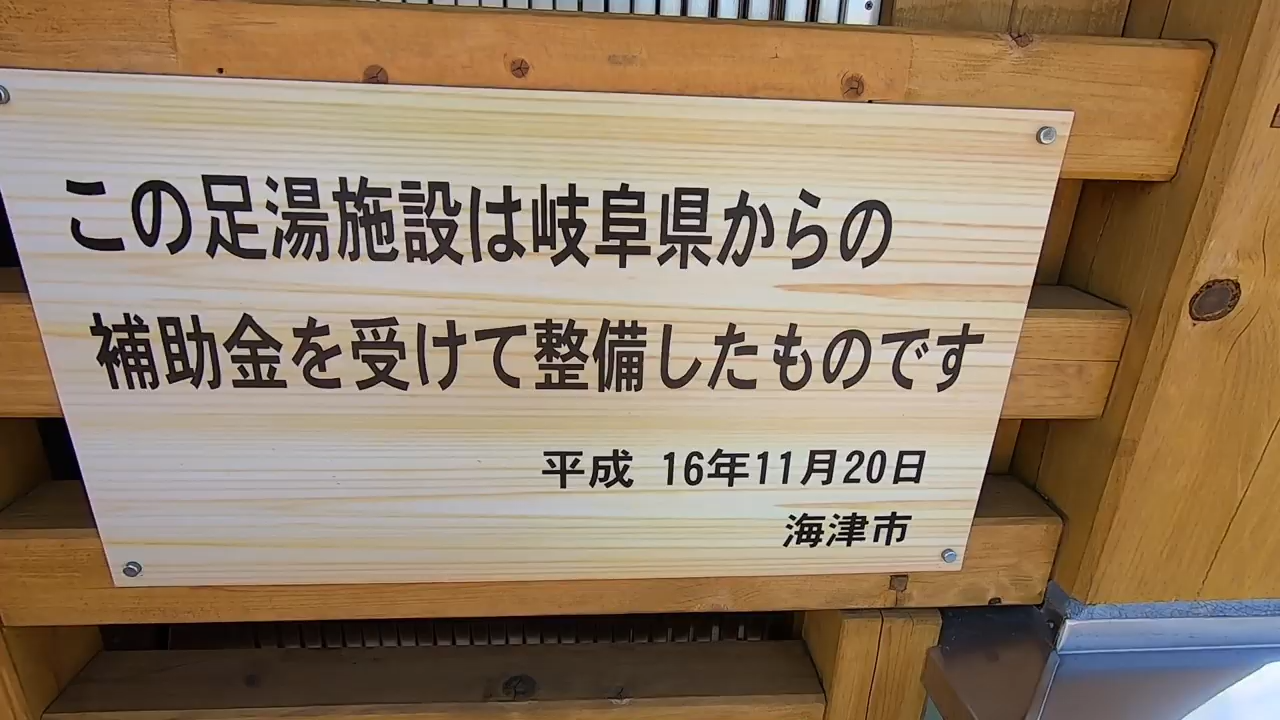 この足湯施設は岐阜県からの
補助金を受けて整備したものです
平成 16年11月20日
海津市